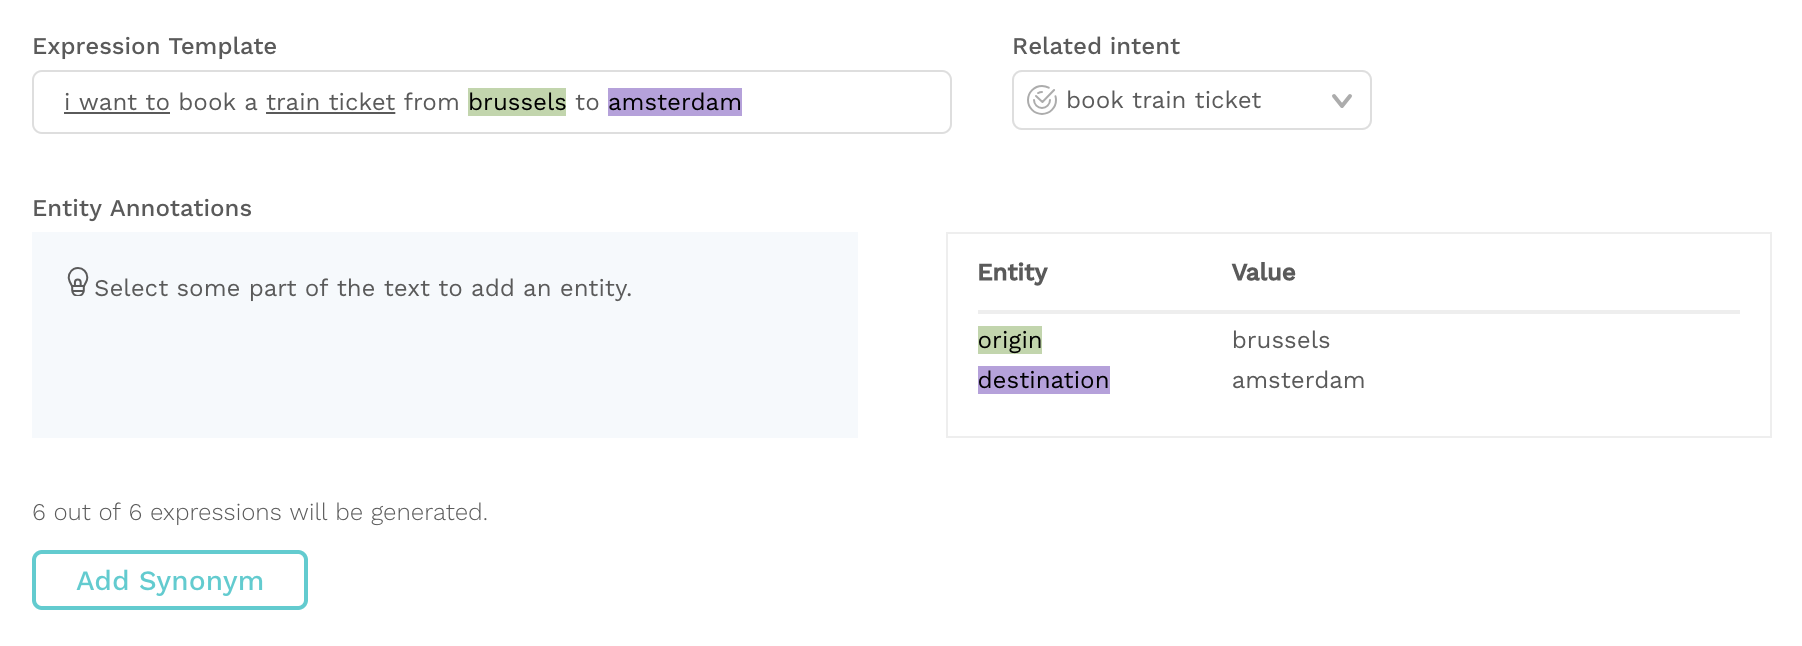 Expression Template
i want to book a train ticket from brussels to amsterdam
Related intent
book train ticket
Entity Annotations
Select some part of the text to add an entity.
Entity Value
origin brussels
destination amsterdam
6 out of 6 expressions will be generated.
Add Synonym